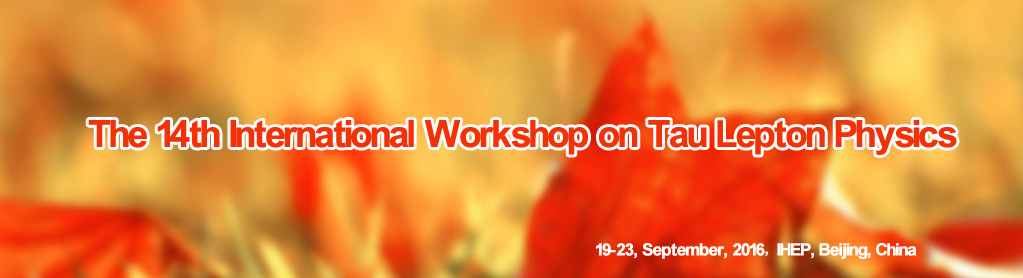 The 14th International Workshop on Tau Lepton Physics
19-23, September, 2016, IHEP, Beijing, China